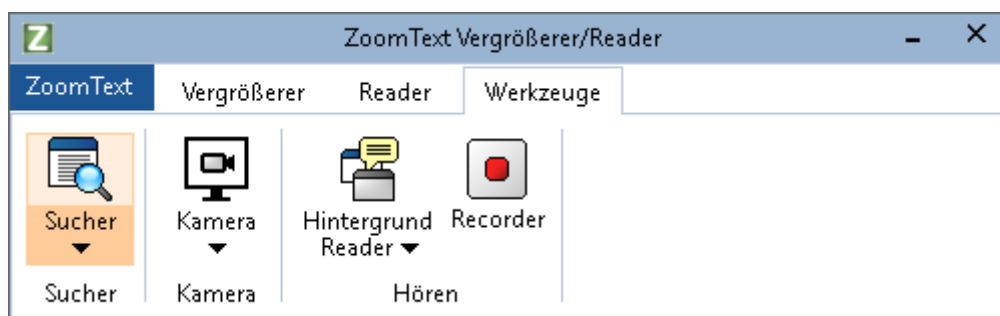 Z ZoomText Vergrößerer/Reader
ZoomText Vergrößerer Reader Werkzeuge
Sucher Kamera Hintergrund Reader Recorder
Sucher Kamera Hören